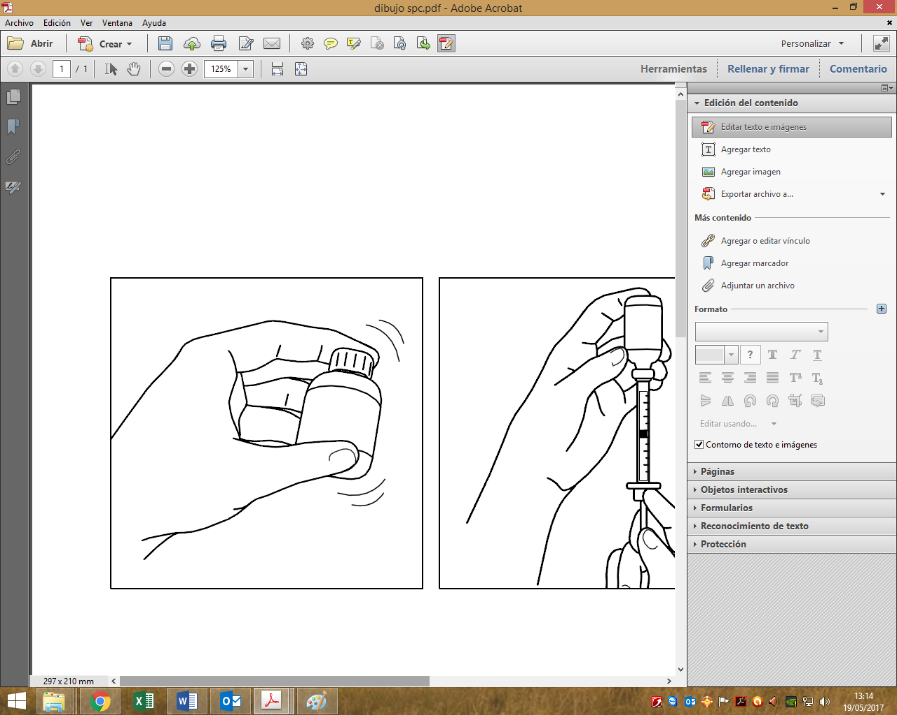 dibujo spc.pdf - Adobe Acrobat
Archivo Edición Ver Ventana Ayuda
Abrir Crear Personalizar
1 / 1 125% Herramientas Rellenar y firmar Comentario
Edición del contenido
Editar texto e imágenes
T Agregar texto
Agregar imagen
Exportar archivo a...
Más contenido
Agregar o editar vínculo
Agregar marcador
Adjuntar un archivo
Formato
? T T T
Editar usando...
Contorno de texto e imágenes
Páginas
Objetos interactivos
Formularios
Reconocimiento de texto
Protección
297 x 210 mm
13:14
19/05/2017